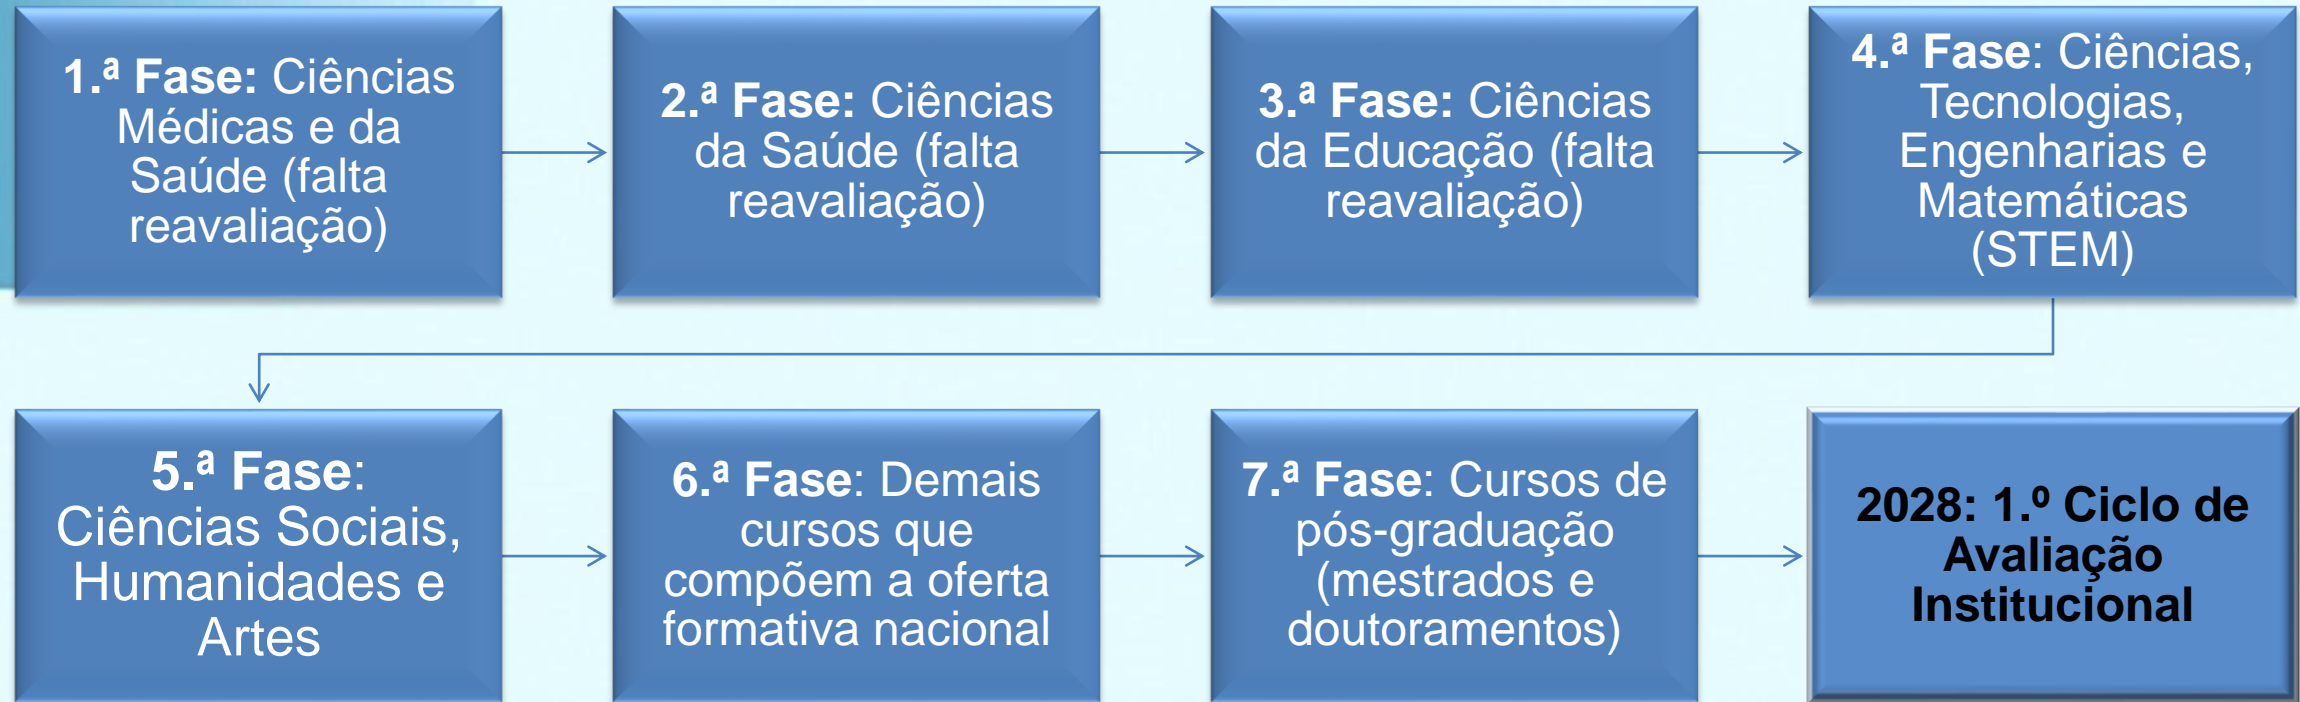 1.ª Fase: Ciências
Médicas e da
Saúde (falta
reavaliação)
2.ª Fase: Ciências
da Saúde (falta
reavaliação)
3.ª Fase: Ciências
da Educação (falta
reavaliação)
4.ª Fase: Ciências,
Tecnologias,
Engenharias e
Matemáticas
(STEM)
5.ª Fase:
Ciências Sociais,
Humanidades e
Artes
6.ª Fase: Demais
cursos que
compõem a oferta
formativa nacional
7.ª Fase: Cursos de
pós-graduação
(mestrados e
doutoramentos)
2028: 1.º Ciclo de
Avaliação
Institucional